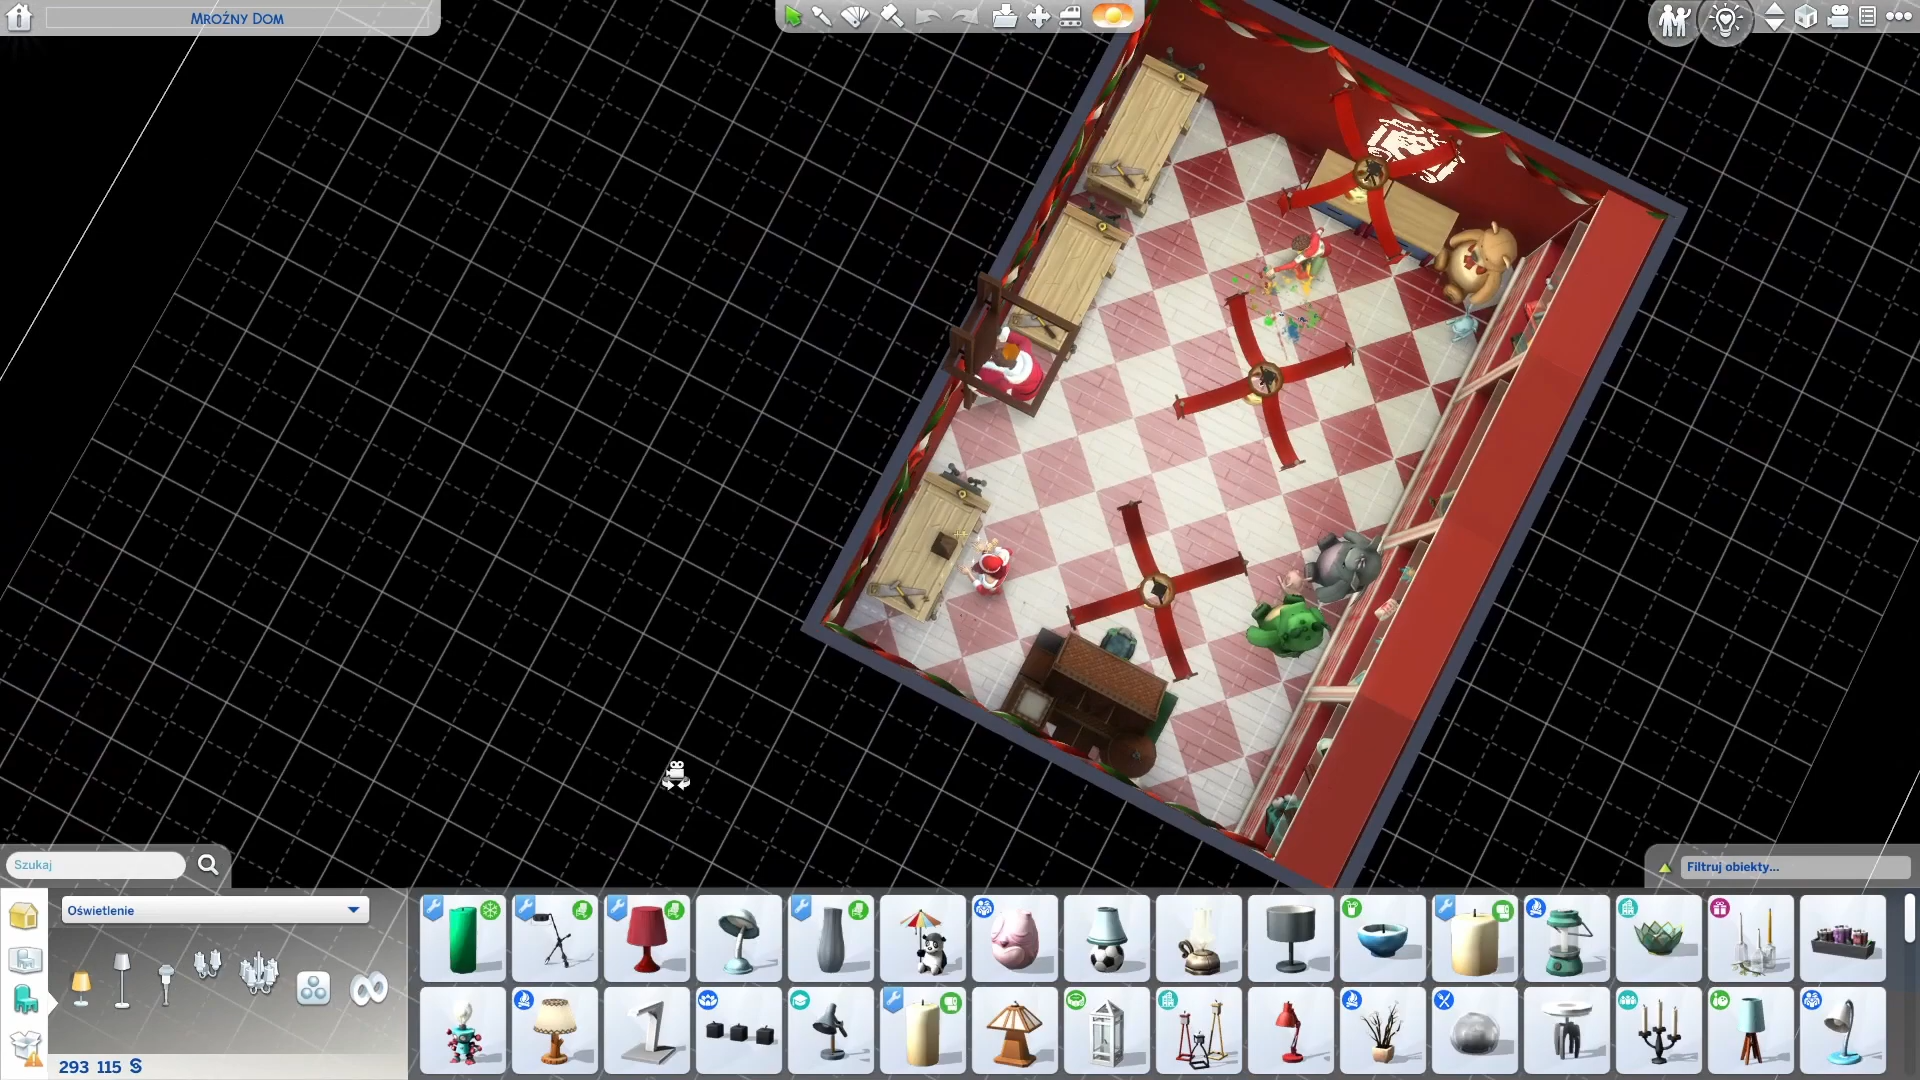 Mroźny Dom
Szukaj
Filtruj obiekty...
Oświetlenie
293 115 §